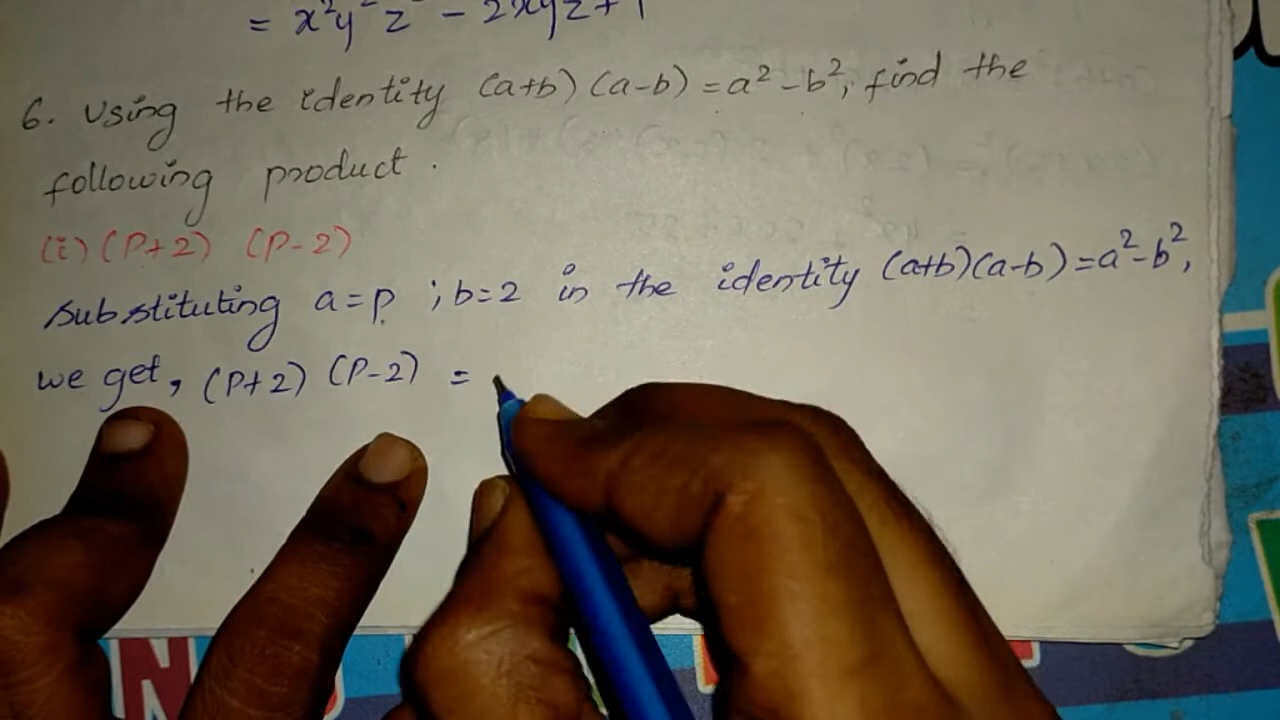 = x²y²z² - 2xyz + 1
6. Using the identity (a+b) (a-b) = a² - b², find the
following product.
(i) (P+2) (P-2)
substituting a = p ; b = 2 in the identity (a+b)(a-b) = a² - b²,
we get, (P+2) (P-2) =
N